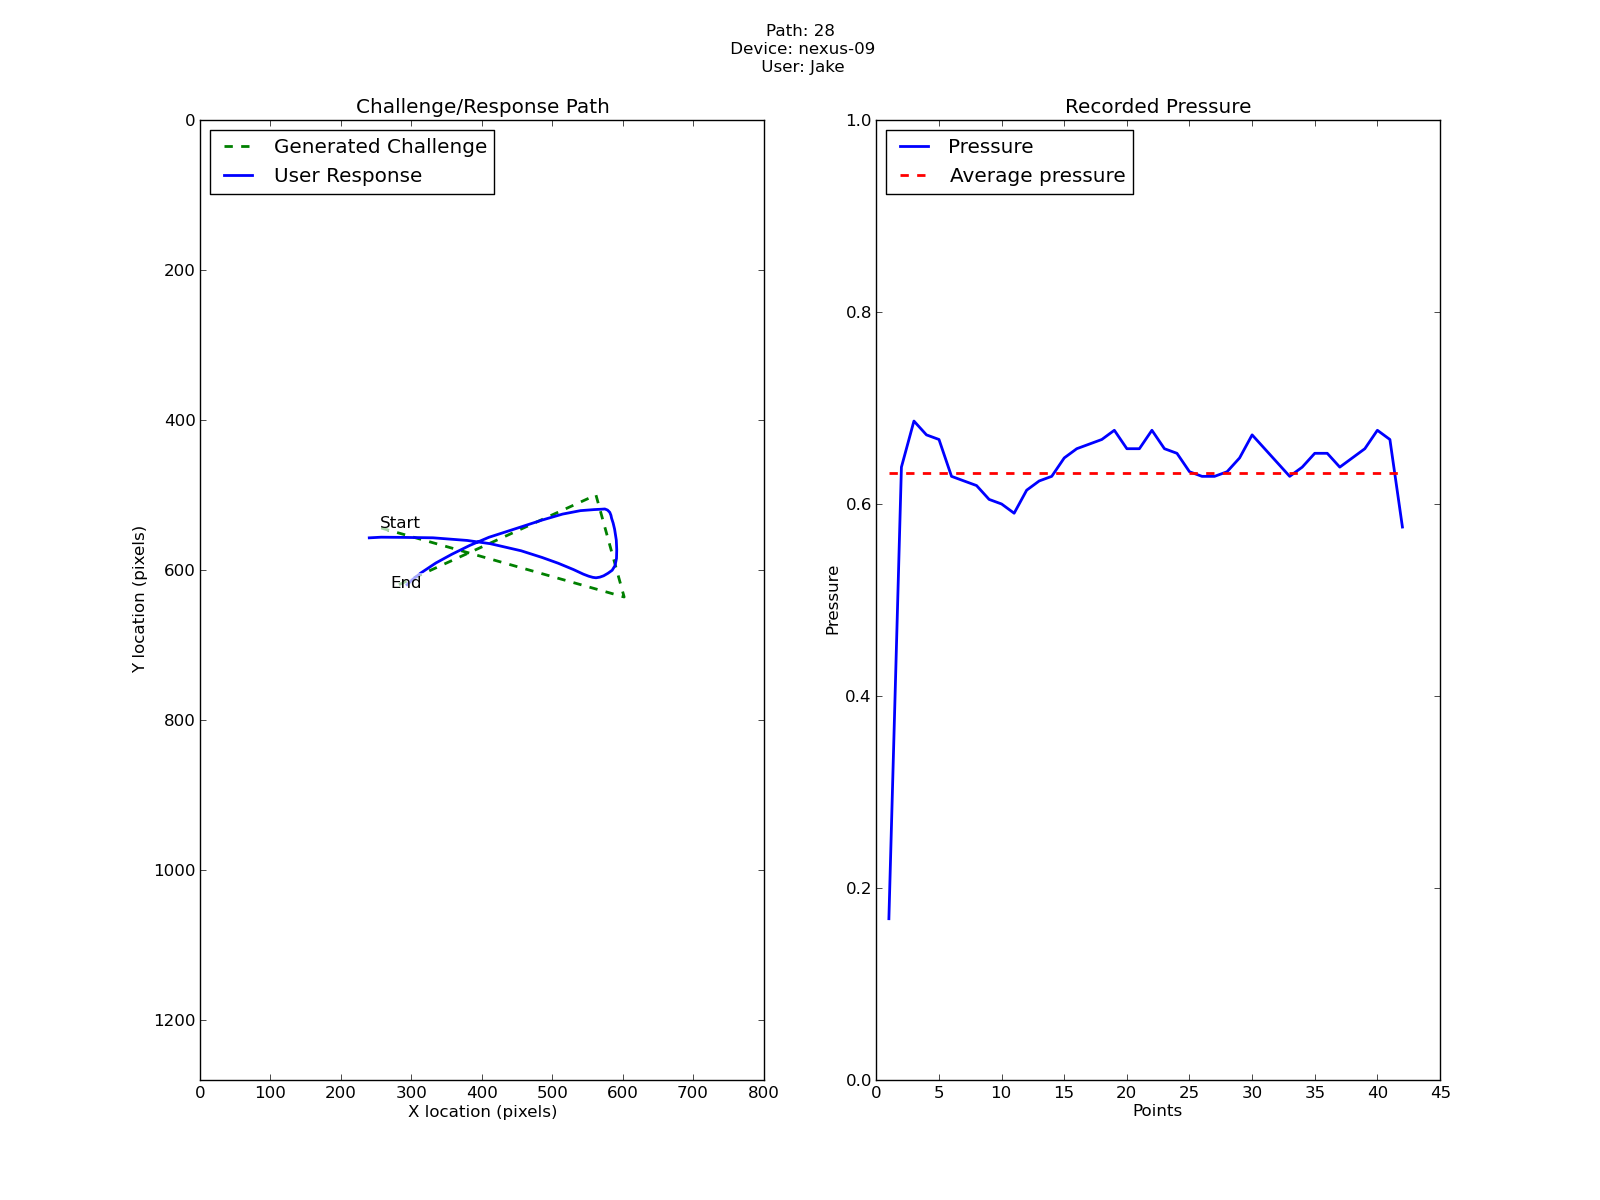 Path: 28
Device: nexus-09
User: Jake
Challenge/Response Path
Generated Challenge
User Response
0
200
400
600
800
1000
1200
Y location (pixels)
Start
End
0 100 200 300 400 500 600 700 800
X location (pixels)
Recorded Pressure
Pressure
Average pressure
1.0
0.8
0.6
0.4
0.2
0.0
Pressure
0 5 10 15 20 25 30 35 40 45
Points